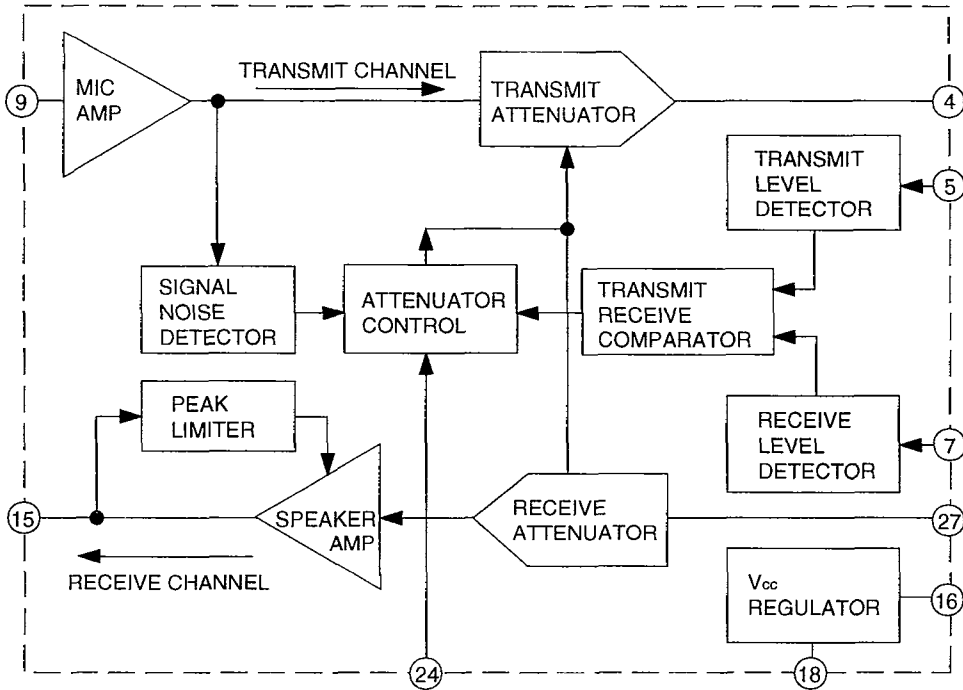 9
MIC
AMP
TRANSMIT CHANNEL
TRANSMIT
ATTENUATOR
4
TRANSMIT
LEVEL
DETECTOR
5
SIGNAL
NOISE
DETECTOR
ATTENUATOR
CONTROL
TRANSMIT
RECEIVE
COMPARATOR
PEAK
LIMITER
RECEIVE
LEVEL
DETECTOR
7
15
SPEAKER
AMP
RECEIVE
ATTENUATOR
27
RECEIVE CHANNEL
Vcc
REGULATOR
16
24
18